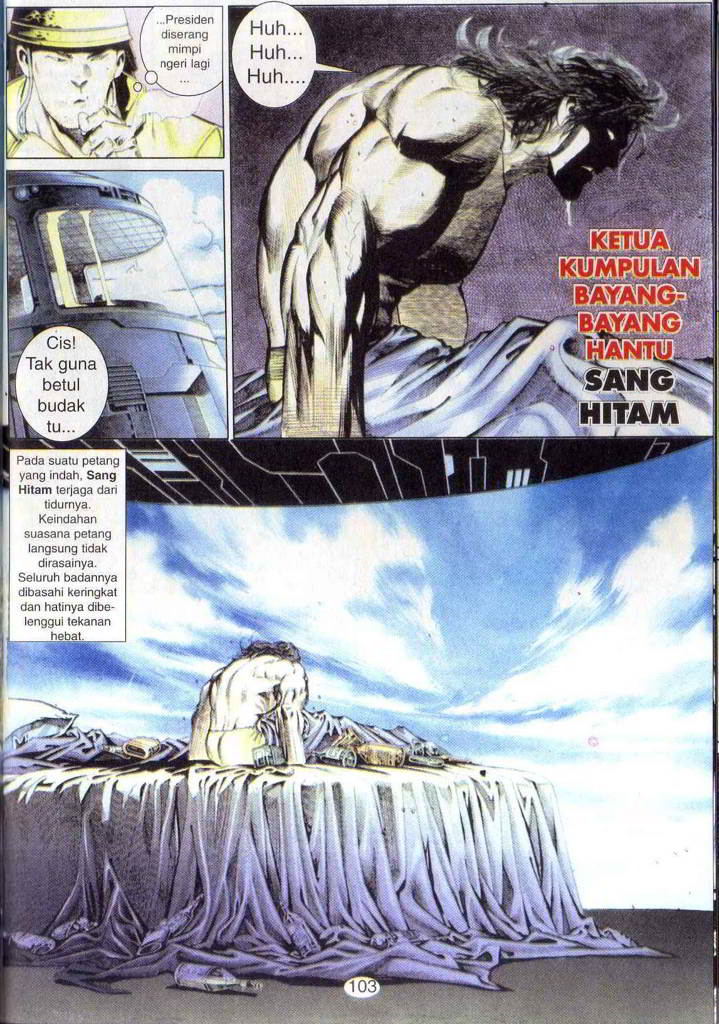 ...Presiden
diserang
mimpi
ngeri lagi
...
Huh...
Huh...
Huh....
KETUA
KUMPULAN
BAYANG-
BAYANG
HANTU
SANG
HITAM
Cis!
Tak guna
betul
budak
tu...
Pada suatu petang
yang indah, Sang
Hitam terjaga dari
tidurnya.
Keindahan
suasana petang
langsung tidak
dirasainya.
Seluruh badannya
dibasahi keringkat
dan hatinya dibe-
lenggui tekanan
hebat.
103